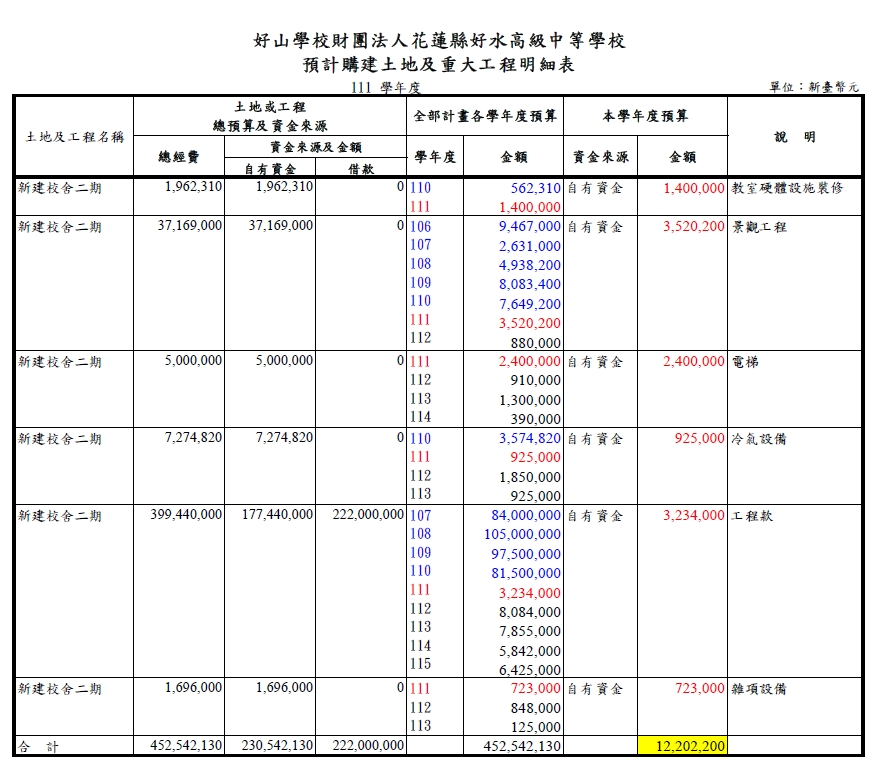 好山學校財團法人花蓮縣好水高級中等學校
預計購建土地及重大工程明細表
111 學年度 單位：新臺幣元
土地及工程名稱 土地或工程 總預算及資金來源 全部計畫各學年度預算 本學年度預算 說 明
總經費 資金來源及金額 學年度 金額 資金來源 金額
自有資金 借款
新建校舍二期 1,962,310 1,962,310 0 110 562,310 自有資金 1,400,000 教室硬體設施裝修
111 1,400,000
新建校舍二期 37,169,000 37,169,000 0 106 9,467,000 自有資金 3,520,200 景觀工程
107 2,631,000
108 4,938,200
109 8,083,400
110 7,649,200
111 3,520,200
112 880,000
新建校舍二期 5,000,000 5,000,000 0 111 2,400,000 自有資金 2,400,000 電梯
112 910,000
113 1,300,000
114 390,000
新建校舍二期 7,274,820 7,274,820 0 110 3,574,820 自有資金 925,000 冷氣設備
111 925,000
112 1,850,000
113 925,000
新建校舍二期 399,440,000 177,440,000 222,000,000 107 84,000,000 自有資金 3,234,000 工程款
108 105,000,000
109 97,500,000
110 81,500,000
111 3,234,000
112 8,084,000
113 7,855,000
114 5,842,000
115 6,425,000
新建校舍二期 1,696,000 1,696,000 0 111 723,000 自有資金 723,000 雜項設備
112 848,000
113 125,000
合 計 452,542,130 230,542,130 222,000,000 452,542,130 12,202,200